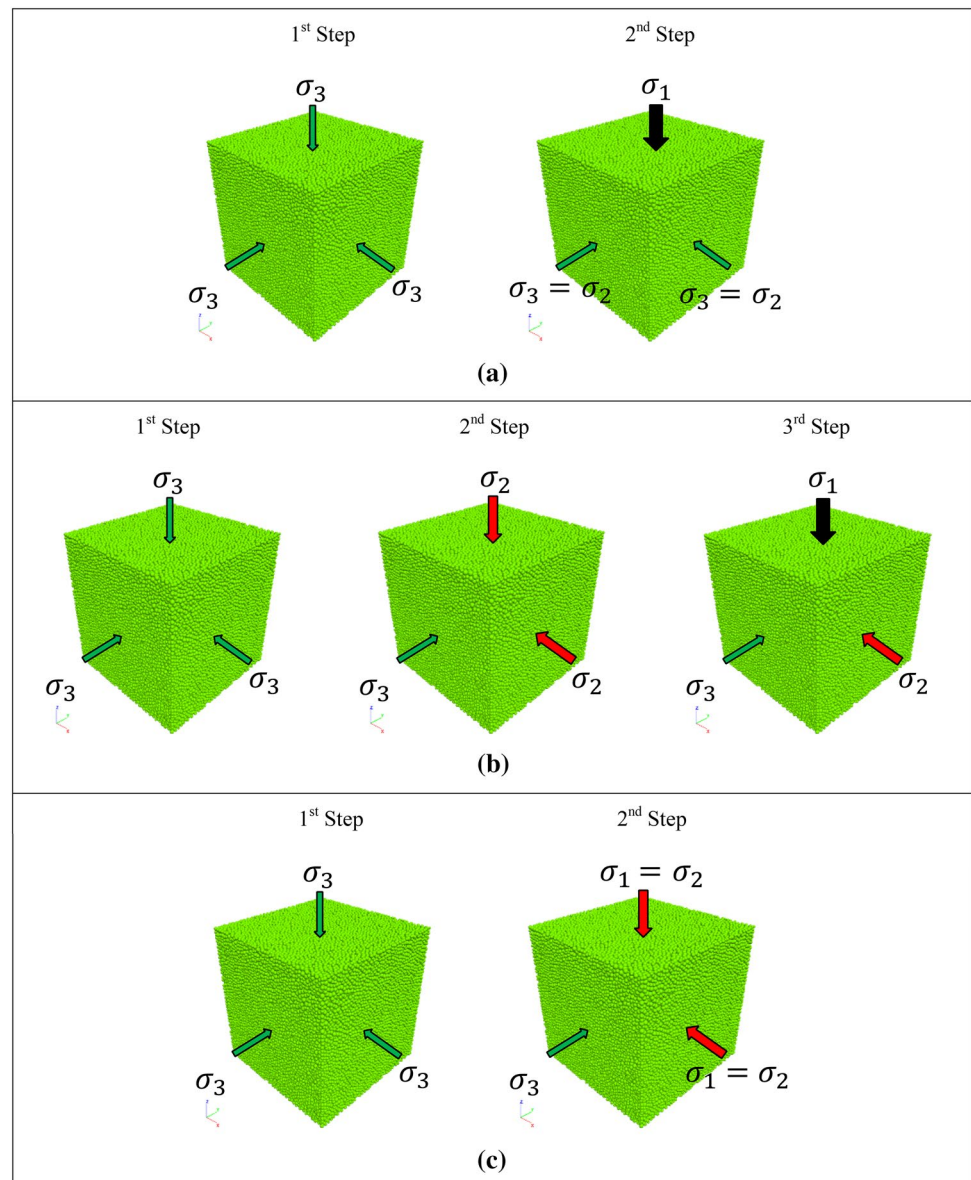 1st Step 2nd Step
σ3 σ1
σ3 σ3 σ3 = σ2 σ3 = σ2
(a)
1st Step 2nd Step 3rd Step
σ3 σ2 σ1
σ3 σ3 σ3 σ2 σ3 σ2
(b)
1st Step 2nd Step
σ3 σ1 = σ2
σ3 σ3 σ3 σ1 = σ2
(c)